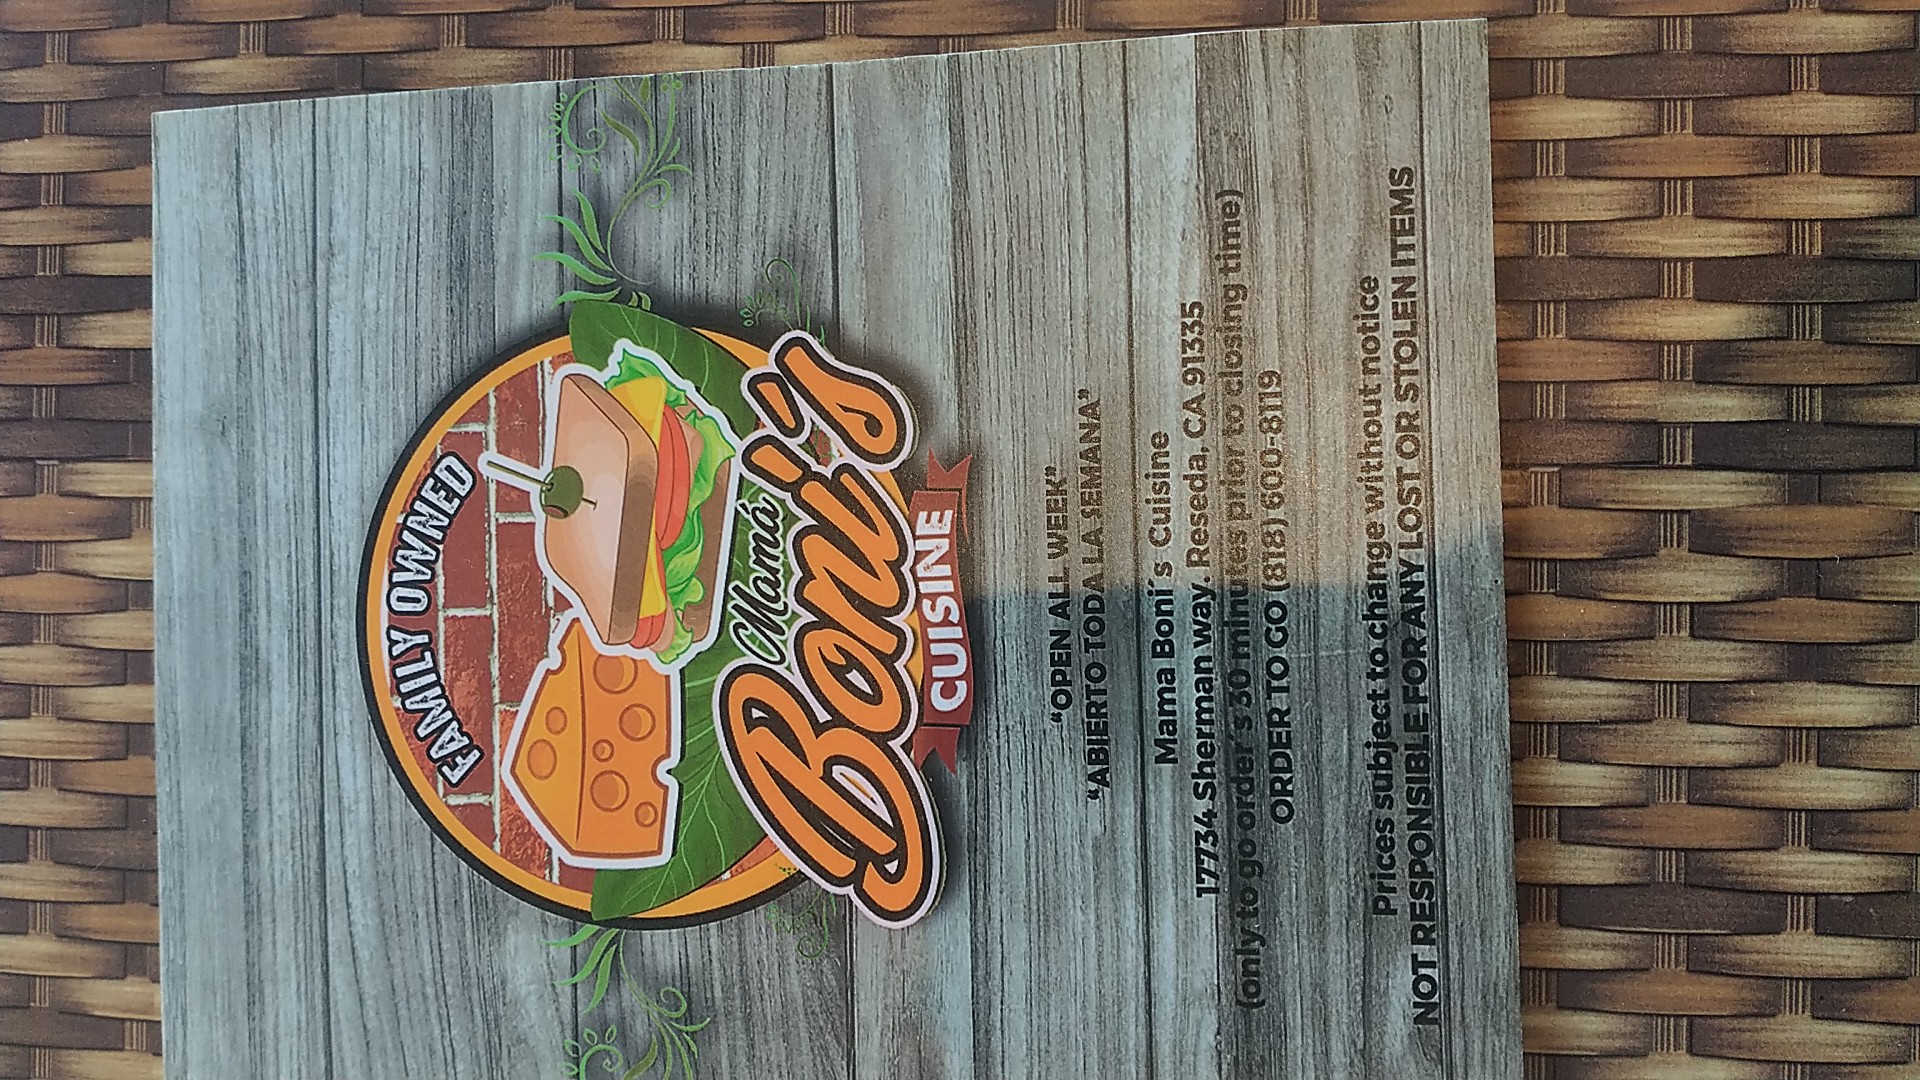 FAMILY OWNED
Mamá
Boni's
CUISINE
“OPEN ALL WEEK”
“ABIERTO TODA LA SEMANA”
Mama Boni´s Cuisine
17734 Sherman way. Reseda, CA 91335
(only to go order´s 30 minutes prior to closing time)
ORDER TO GO (818) 600-8119
Prices subject to change without notice
NOT RESPONSIBLE FOR ANY LOST OR STOLEN ITEMS